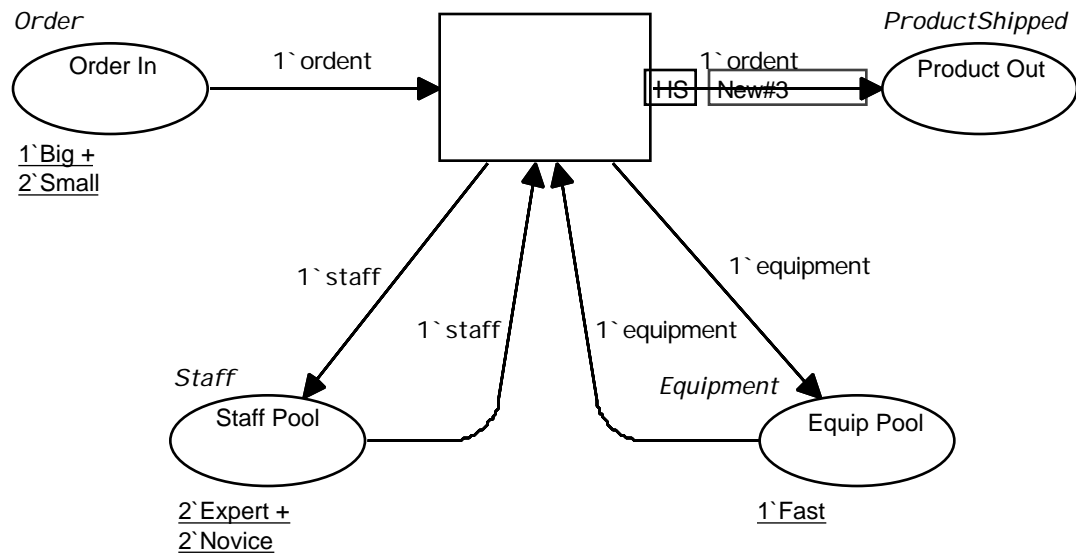 Order
Order In
1`Big +
2`Small
1`ordent
HS
New#3
1`ordent
ProductShipped
Product Out
1`staff
1`staff
1`equipment
1`equipment
Staff
Staff Pool
2`Expert +
2`Novice
Equipment
Equip Pool
1`Fast